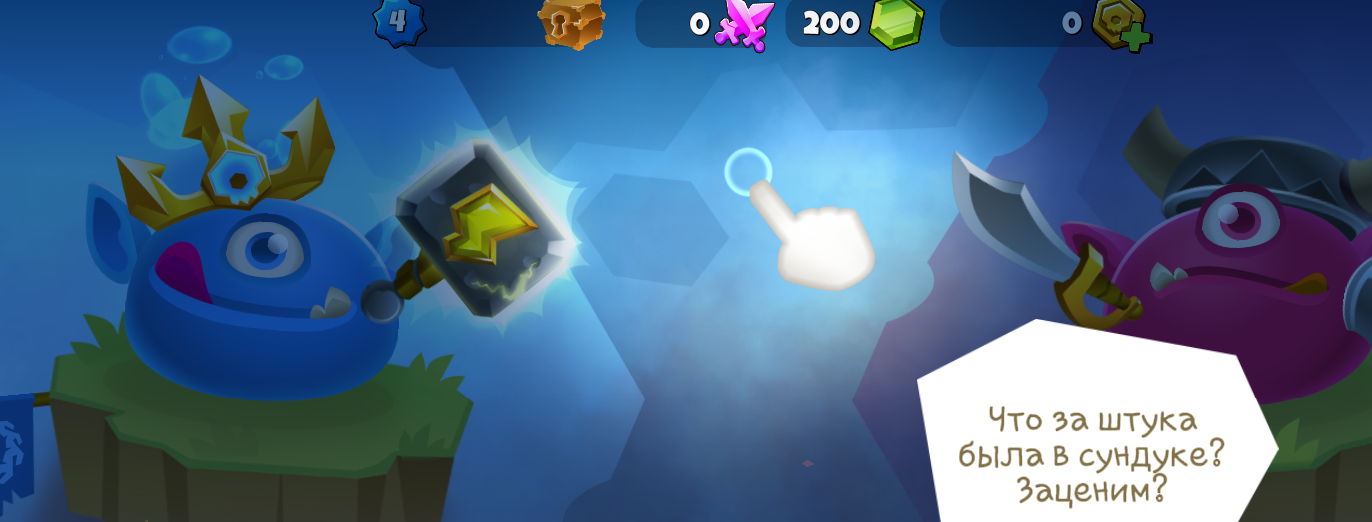 4
0
200
0
Что за штука
была в сундуке?
Заценим?